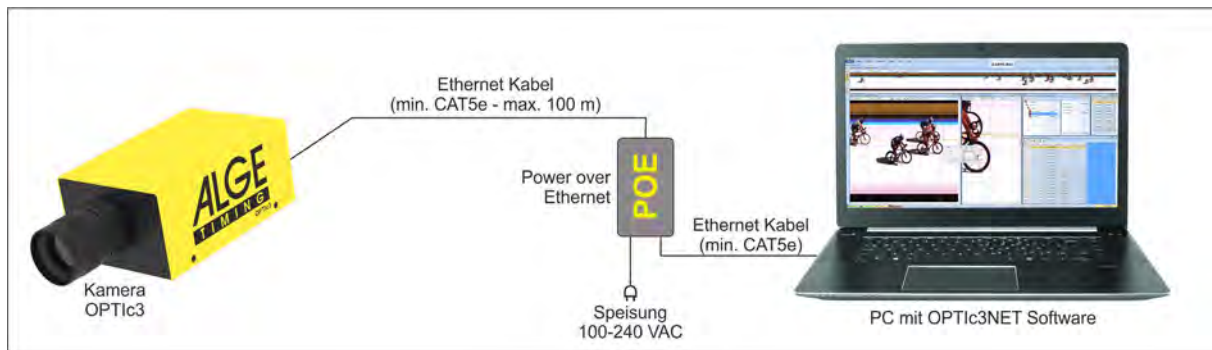 Ethernet Kabel
(min. CAT5e - max. 100 m)
ALGE
TIMING
OPTIc3
Power over
Ethernet
POE
Ethernet Kabel
(min. CAT5e)
Kamera
OPTIc3
Speisung
100-240 VAC
PC mit OPTIc3NET Software